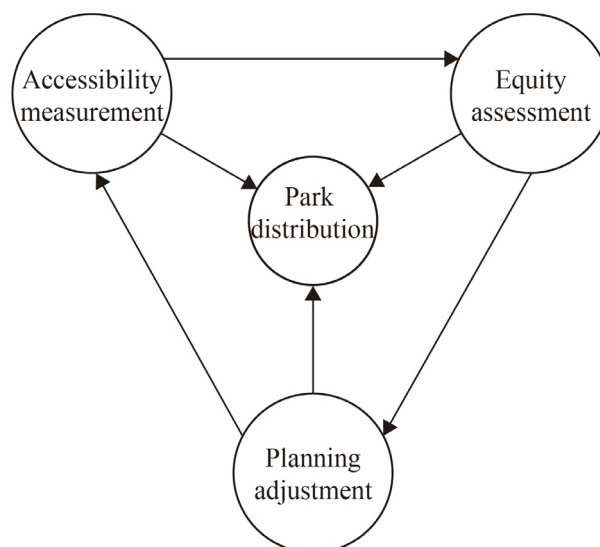 Accessibility
measurement
Equity
assessment
Park
distribution
Planning
adjustment